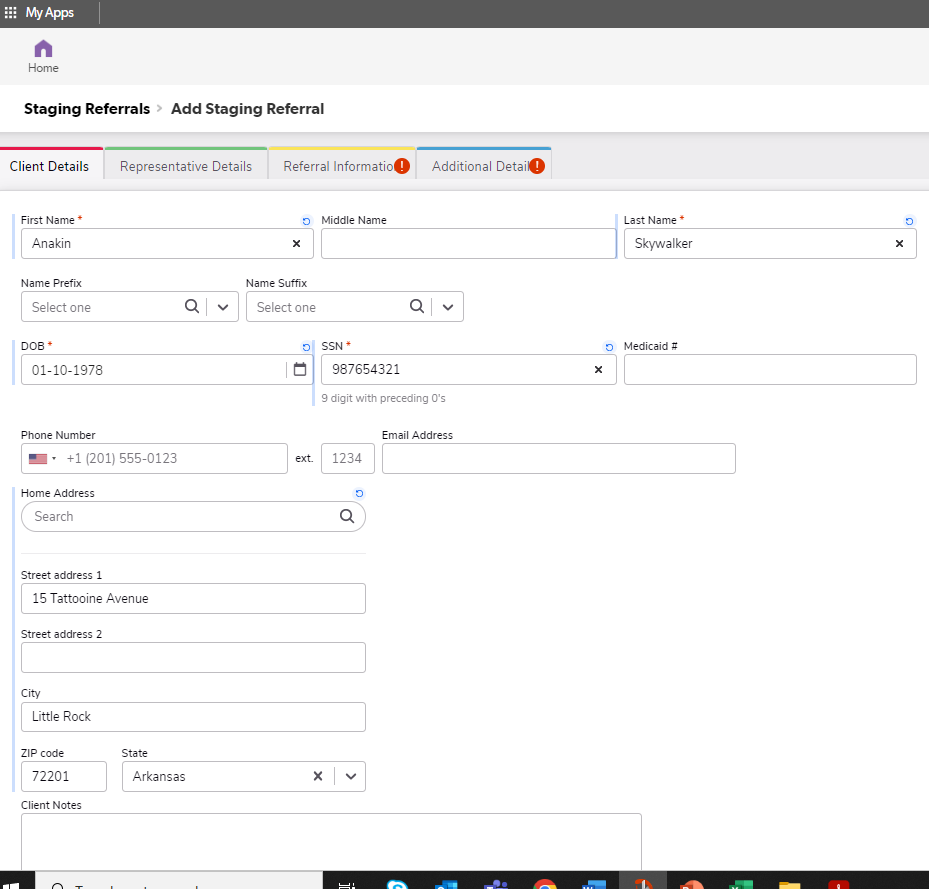 My Apps
Home
Staging Referrals > Add Staging Referral
Client Details Representative Details Referral Informatio ! Additional Detail !
First Name * Middle Name Last Name *
Anakin Skywalker
Name Prefix Name Suffix
Select one Select one
DOB * SSN * Medicaid #
01-10-1978 987654321
9 digit with preceding 0's
Phone Number Email Address
+1 (201) 555-0123 ext. 1234
Home Address
Search
Street address 1
15 Tattooine Avenue
Street address 2
City
Little Rock
ZIP code State
72201 Arkansas
Client Notes